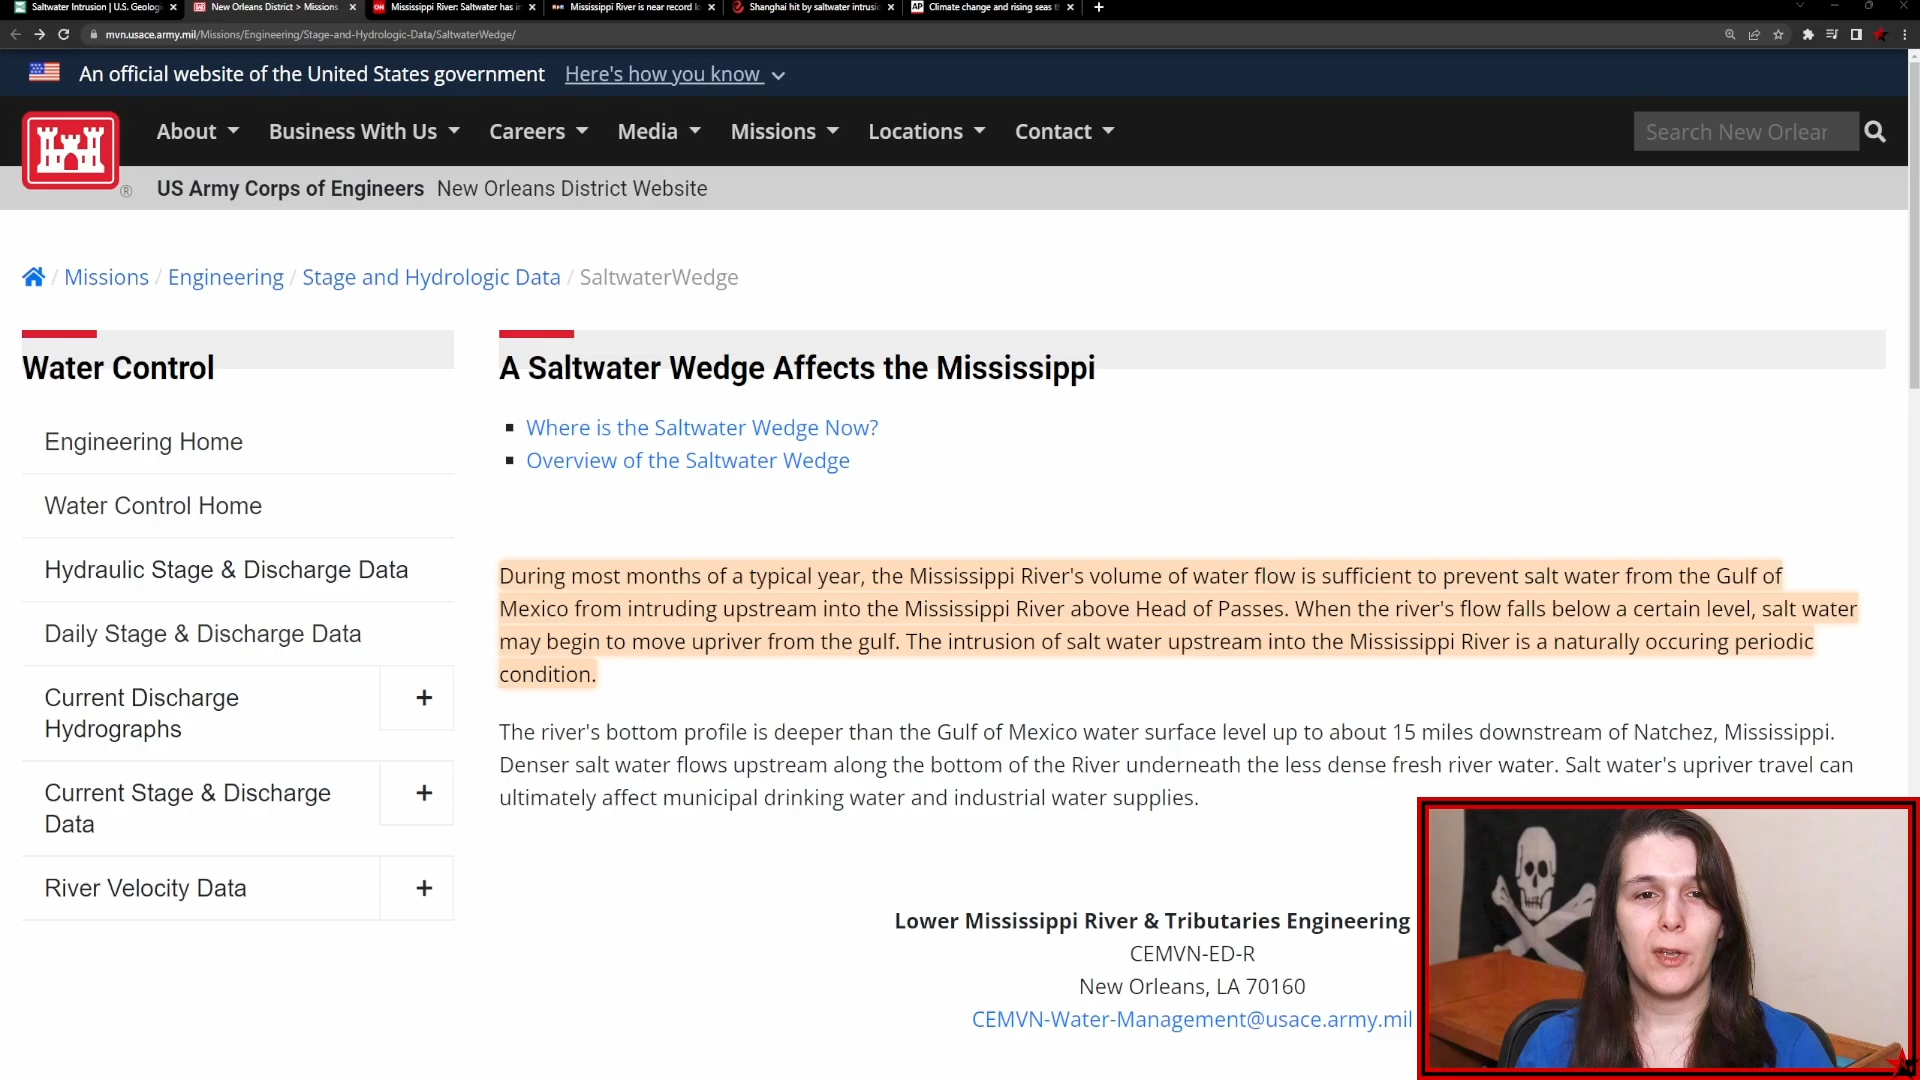 Saltwater Intrusion | U.S. Geologi
New Orleans District > Missions
Mississippi River: Saltwater has in
Mississippi River is near record lo
Shanghai hit by saltwater intrusio
Climate change and rising seas t
mvn.usace.army.mil/Missions/Engineering/Stage-and-Hydrologic-Data/SaltwaterWedge/
An official website of the United States government Here's how you know
About Business With Us Careers Media Missions Locations Contact
Search New Orlear
US Army Corps of Engineers New Orleans District Website
/ Missions / Engineering / Stage and Hydrologic Data / SaltwaterWedge
Water Control
Engineering Home
Water Control Home
Hydraulic Stage & Discharge Data
Daily Stage & Discharge Data
Current Discharge
Hydrographs
Current Stage & Discharge
Data
River Velocity Data
A Saltwater Wedge Affects the Mississippi
Where is the Saltwater Wedge Now?
Overview of the Saltwater Wedge
During most months of a typical year, the Mississippi River's volume of water flow is sufficient to prevent salt water from the Gulf of
Mexico from intruding upstream into the Mississippi River above Head of Passes. When the river's flow falls below a certain level, salt water
may begin to move upriver from the gulf. The intrusion of salt water upstream into the Mississippi River is a naturally occuring periodic
condition.
The river's bottom profile is deeper than the Gulf of Mexico water surface level up to about 15 miles downstream of Natchez, Mississippi.
Denser salt water flows upstream along the bottom of the River underneath the less dense fresh river water. Salt water's upriver travel can
ultimately affect municipal drinking water and industrial water supplies.
Lower Mississippi River & Tributaries Engineering
CEMVN-ED-R
New Orleans, LA 70160
CEMVN-Water-Management@usace.army.mil